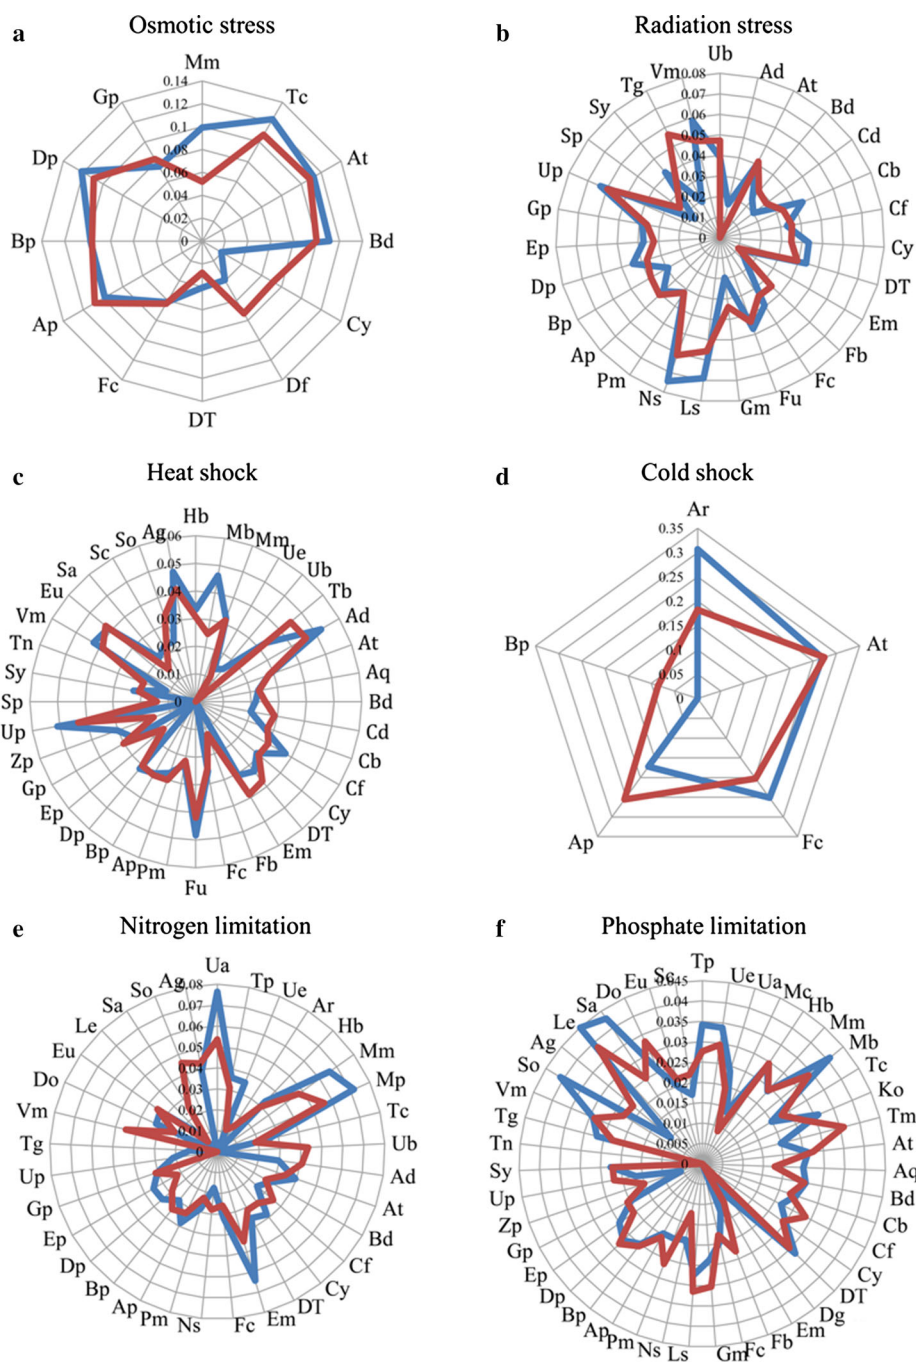 a Osmotic stress
Mm
Tc
At
Bd
Cy
Df
DT
Fc
Ap
Bp
Dp
Gp
0.14
0.12
0.1
0.08
0.06
0.04
0.02
0
b Radiation stress
Ub
Ad
At
Bd
Cd
Cb
Cf
Cy
DT
Em
Fb
Fc
Fu
Gm
Ls
Ns
Pm
Ap
Bp
Dp
Ep
Gp
Up
Sp
Sy
Tg
Vm
0.08
0.07
0.06
0.05
0.04
0.03
0.02
0.01
0
c Heat shock
Hb
Mb
Mm
Ue
Ub
Tb
Ad
At
Aq
Bd
Cd
Cb
Cf
Cy
DT
Em
Fb
Fc
Fu
Pm
Ap
Bp
Dp
Ep
Gp
Zp
Up
Sp
Sy
Tn
Vm
Eu
Sa
Sc
So
Ag
0.06
0.05
0.04
0.03
0.02
0.01
0
d Cold shock
Ar
At
Fc
Ap
Bp
0.35
0.3
0.25
0.2
0.15
0.1
0.05
0
e Nitrogen limitation
Ua
Tp
Ue
Ar
Hb
Mm
Mp
Tc
Ub
Ad
At
Bd
Cf
Cy
DT
Em
Fc
Ns
Pm
Ap
Bp
Dp
Ep
Gp
Up
Tg
Vm
Do
Eu
Le
Sa
So
Ag
0.08
0.07
0.06
0.05
0.04
0.03
0.02
0.01
0
f Phosphate limitation
Tp
Ue
Ua
Mc
Hb
Mm
Mb
Tc
Ko
Tm
At
Aq
Bd
Cb
Cf
Cy
DT
Dg
Em
Fb
Fc
Gm
Ls
Ns
Pm
Ap
Bp
Dp
Ep
Gp
Zp
Up
Sy
Tn
Tg
Vm
So
Ag
Le
Sa
Do
Eu
Sc
0.045
0.04
0.035
0.03
0.025
0.02
0.015
0.01
0.005
0